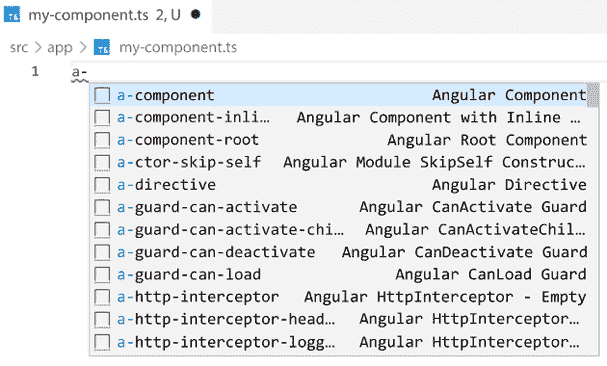 TS my-component.ts 2, U
src > app > TS my-component.ts
1 a-
a-component Angular Component
a-component-inli... Angular Component with Inline ...
a-component-root Angular Root Component
a-ctor-skip-self Angular Module SkipSelf Construc...
a-directive Angular Directive
a-guard-can-activate Angular CanActivate Guard
a-guard-can-activate-chi... Angular CanActivateChil...
a-guard-can-deactivate Angular CanDeactivate Guard
a-guard-can-load Angular CanLoad Guard
a-http-interceptor Angular HttpInterceptor - Empty
a-http-interceptor-head... Angular HttpInterceptor...
a-http-interceptor-logg... Angular HttpInterceptor...